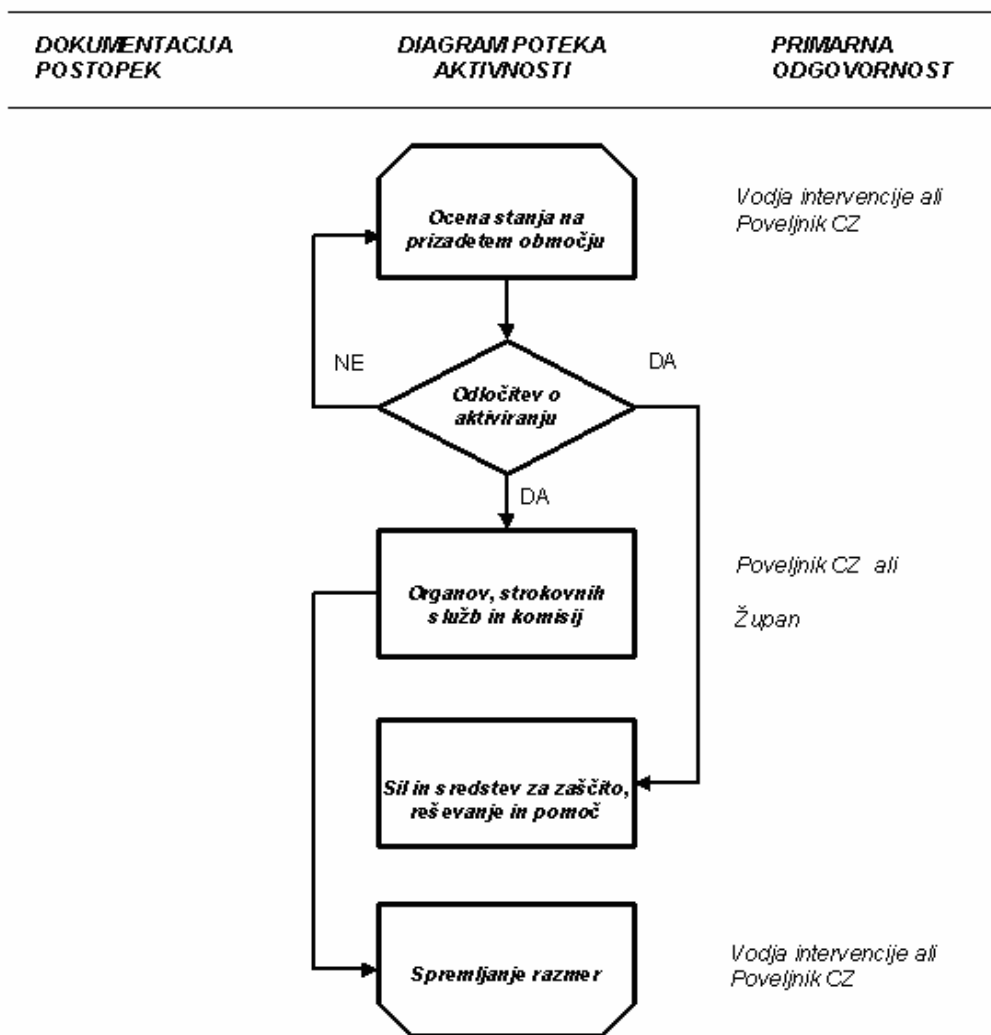 DOKUMENTACIJA
POSTOPEK
DIAGRAM POTEKA
AKTIVNOSTI
PRIMARNA
ODGOVORNOST
Ocena stanja na
prizadetem območju
Vodja intervencije ali
Poveljnik CZ
NE
DA
Odločitev o
aktiviranju
DA
Organov, strokovnih
služb in komisij
Poveljnik CZ ali
Župan
Sil in sredstev za zaščito,
reševanje in pomoč
Spremljanje razmer
Vodja intervencije ali
Poveljnik CZ